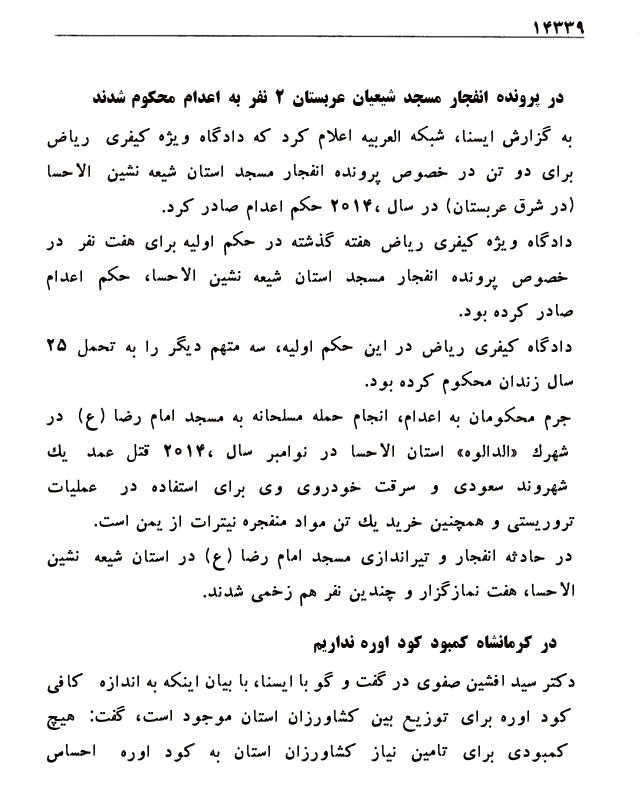 ۱۴۳۳۹
در پرونده انفجار مسجد شیعیان عربستان ۲ نفر به اعدام محکوم شدند
به گزارش ایسنا، شبکه العربیه اعلام کرد که دادگاه ویژه کیفری ریاض
برای دو تن در خصوص پرونده انفجار مسجد استان شیعه نشین الاحسا
(در شرق عربستان) در سال ۲۰۱۴، حکم اعدام صادر کرد.
دادگاه ویژه کیفری ریاض هفته گذشته در حکم اولیه برای هفت نفر در
خصوص پرونده انفجار مسجد استان شیعه نشین الاحسا، حکم اعدام
صادر کرده بود.
دادگاه کیفری ریاض در این حکم اولیه، سه متهم دیگر را به تحمل ۲۵
سال زندان محکوم کرده بود.
جرم محکومان به اعدام، انجام حمله مسلحانه به مسجد امام رضا (ع) در
شهرك «الدالوه» استان الاحسا در نوامبر سال ۲۰۱۴، قتل عمد يك
شهروند سعودی و سرقت خودروی وی برای استفاده در عملیات
تروریستی و همچنین خرید يك تن مواد منفجره نیترات از یمن است.
در حادثه انفجار و تیراندازی مسجد امام رضا (ع) در استان شیعه نشین
الاحسا، هفت نمازگزار و چندین نفر هم زخمی شدند.
در کرمانشاه کمبود کود اوره نداریم
دکتر سید افشین صفوی در گفت و گو با ایسنا، با بیان اینکه به اندازه کافی
کود اوره برای توزیع بین کشاورزان استان موجود است، گفت: هیچ
کمبودی برای تامین نیاز کشاورزان استان به کود اوره احساس